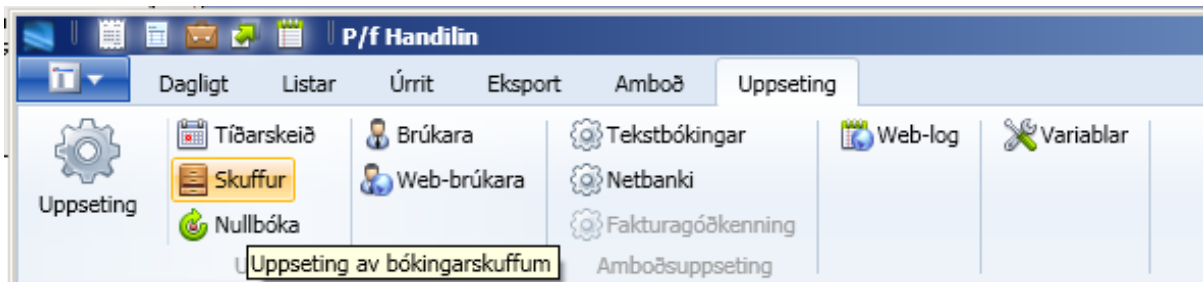 P/f Handilin
Dagligt Listar Úrrit Eksport Amboð Uppseting
Uppseting
Tíðarskeið
Skuffur
Nullbóka
Brúkara
Web-brúkara
Tekstbókingar
Netbanki
Fakturagóðkenning
Amboðsuppseting
Web-log
Variablar
Uppseting av bókingarskuffum